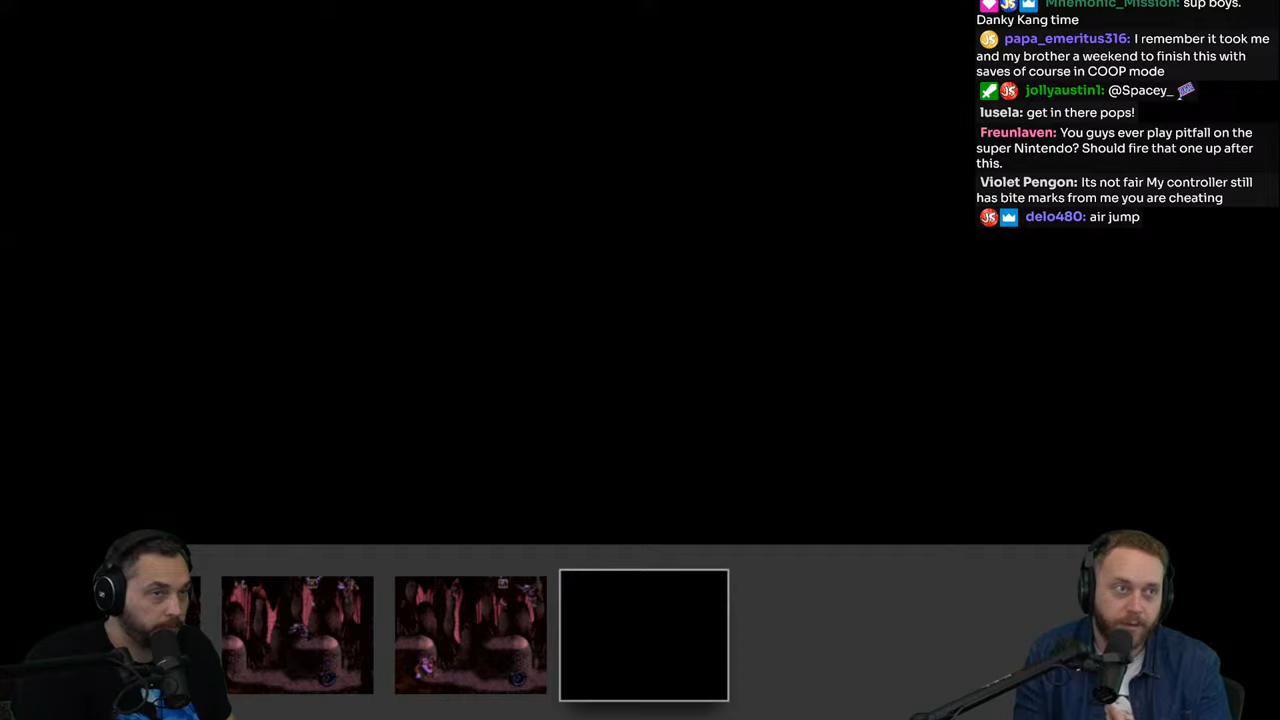 Mnemonic_Mission: sup boys.
Danky Kang time
papa_emeritus316: I remember it took me
and my brother a weekend to finish this with
saves of course in COOP mode
jollyaustin1: @Spacey_
lusela: get in there pops!
Freunlaven: You guys ever play pitfall on the
super Nintendo? Should fire that one up after
this.
Violet Pengon: Its not fair My controller still
has bite marks from me you are cheating
delo480: air jump